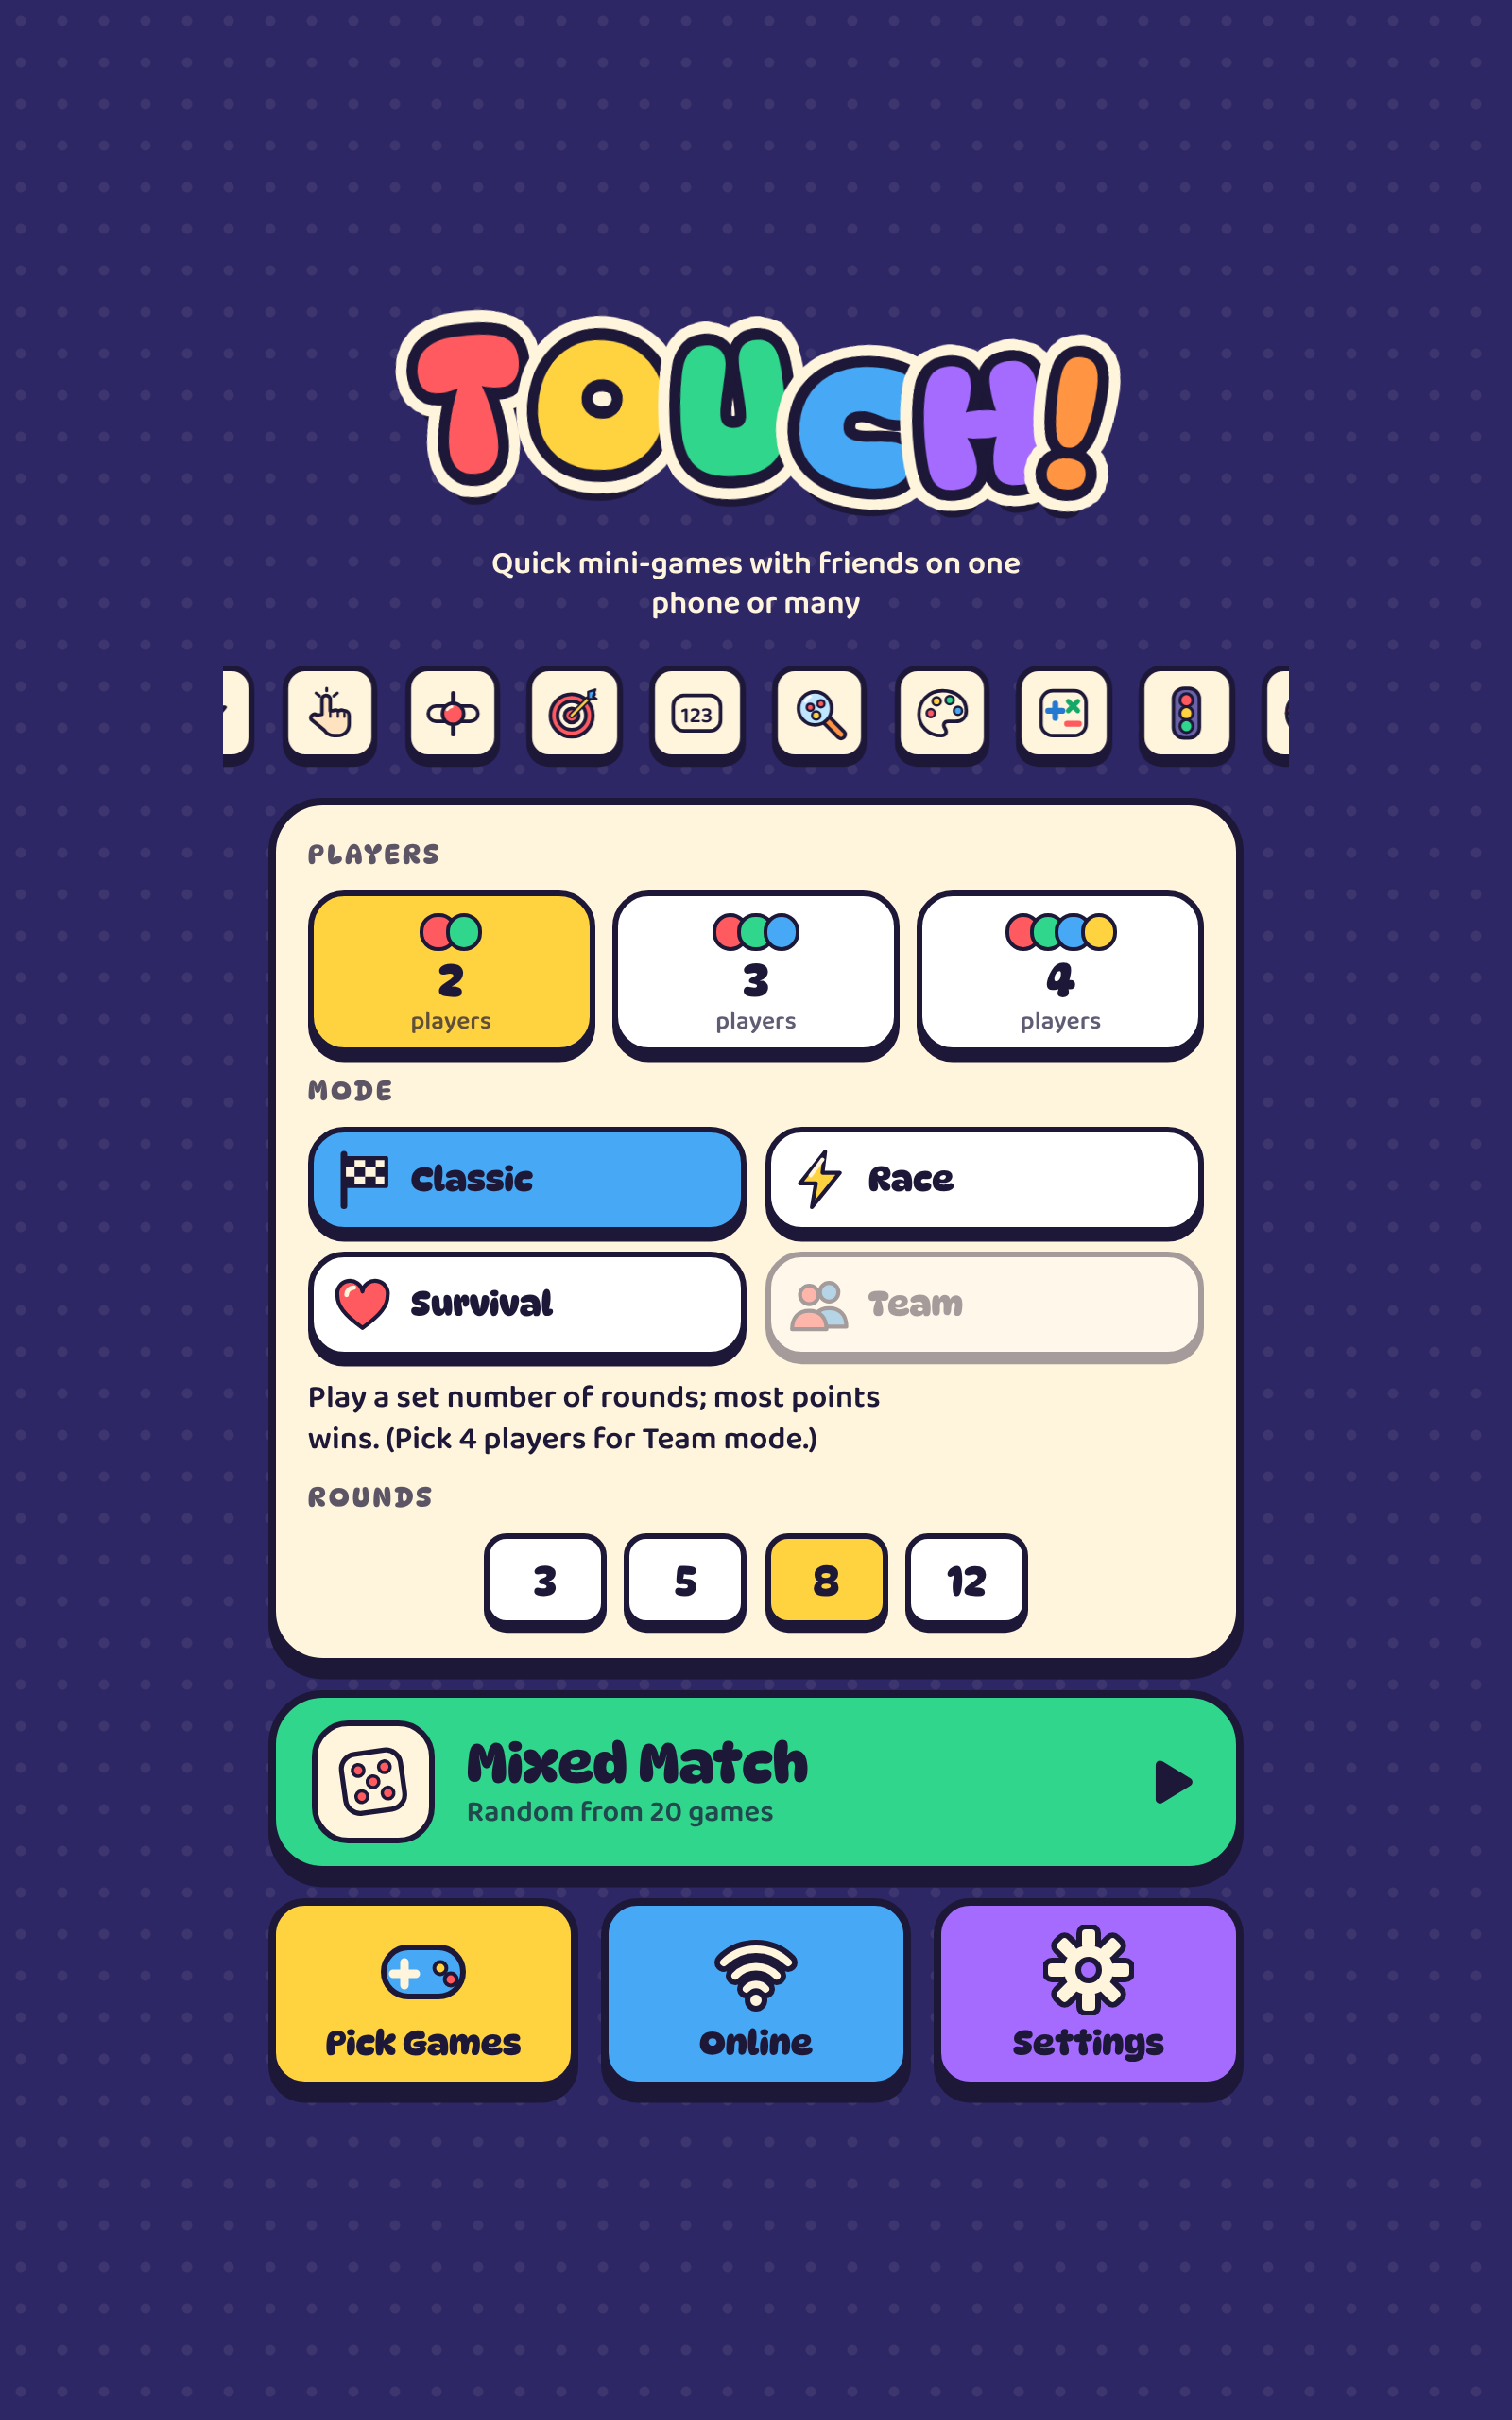 TOUCH!
Quick mini-games with friends on one
phone or many
123
PLAYERS
2
players
3
players
4
players
MODE
Classic
Race
Survival
Team
Play a set number of rounds; most points
wins. (Pick 4 players for Team mode.)
ROUNDS
3
5
8
12
Mixed Match
Random from 20 games
Pick Games
Online
Settings